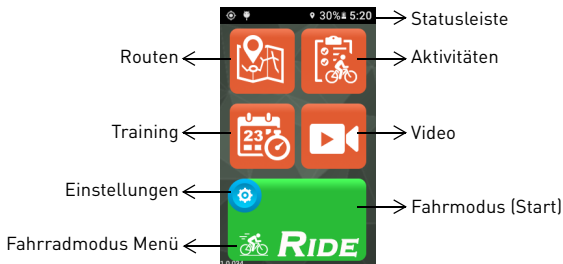 30% 5:20
Statusleiste
Routen
Aktivitäten
23
Training
Video
Einstellungen
Fahrmodus (Start)
Fahrradmodus Menü
RIDE